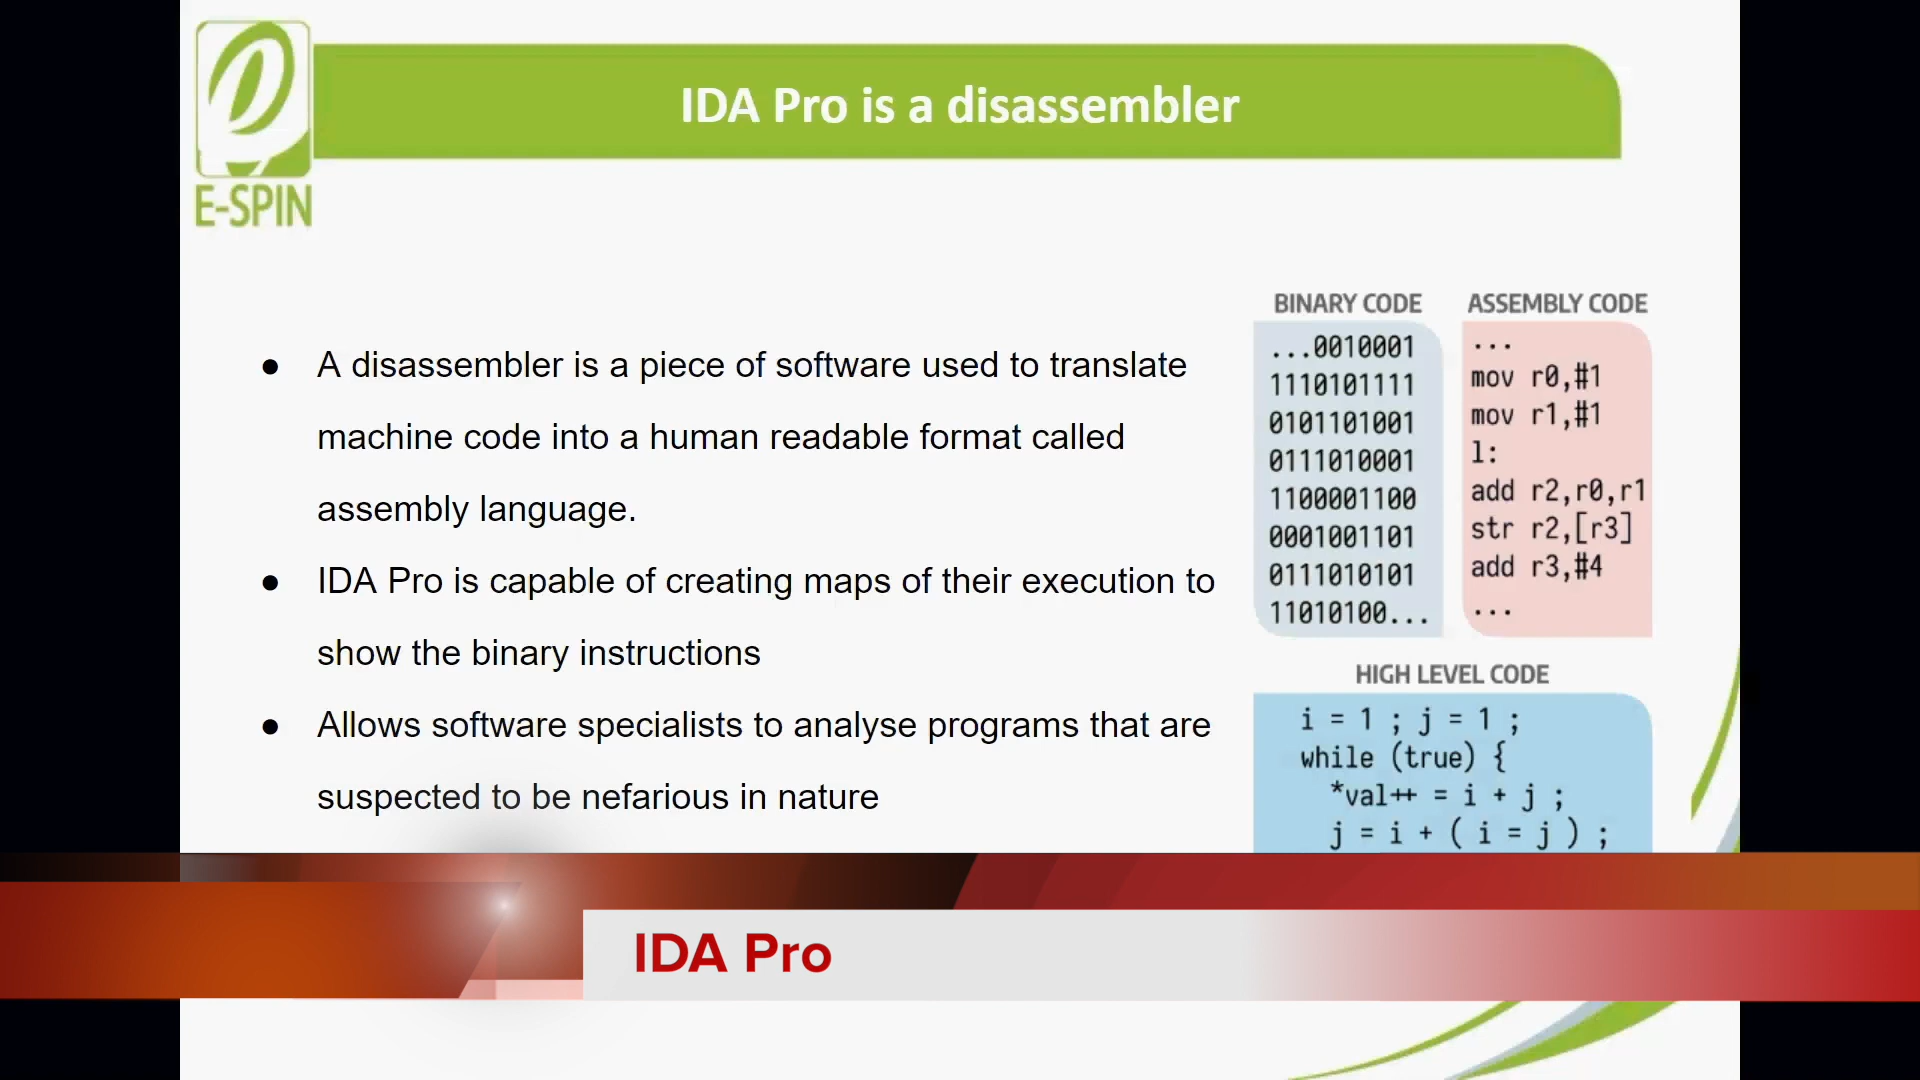 E-SPIN
IDA Pro is a disassembler
● A disassembler is a piece of software used to translate
machine code into a human readable format called
assembly language.
● IDA Pro is capable of creating maps of their execution to
show the binary instructions
● Allows software specialists to analyse programs that are
suspected to be nefarious in nature
BINARY CODE
...0010001
1110101111
0101101001
0111010001
1100001100
0001001101
0111010101
11010100...
ASSEMBLY CODE
...
mov r0,#1
mov r1,#1
l:
add r2,r0,r1
str r2,[r3]
add r3,#4
...
HIGH LEVEL CODE
i = 1 ; j = 1 ;
while (true) {
*val++ = i + j ;
j = i + ( i = j ) ;
IDA Pro